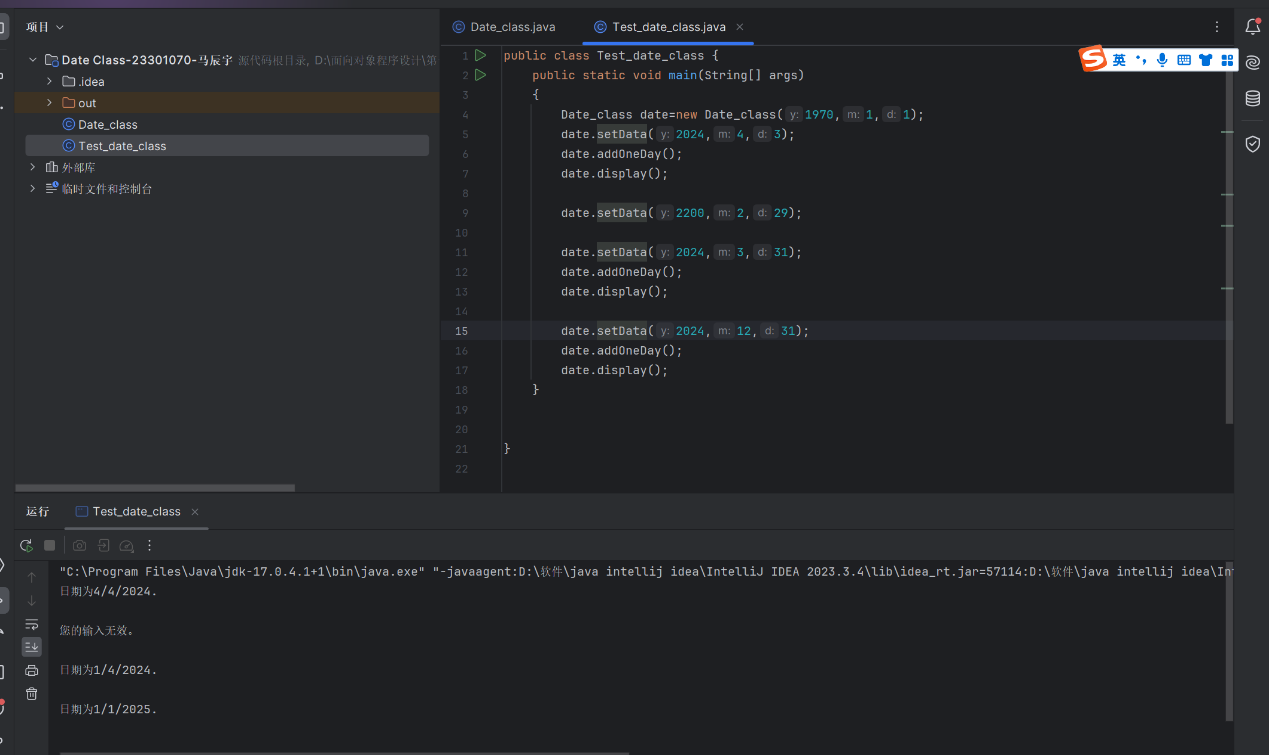 项目
Date Class-23301070-马辰宇 源代码根目录, D:\面向对象程序设计\第
.idea
out
Date_class
Test_date_class
外部库
临时文件和控制台
Date_class.java
Test_date_class.java
英
1 public class Test_date_class {
2 public static void main(String[] args)
3 {
4 Date_class date=new Date_class( y: 1970, m: 1, d: 1);
5 date.setData( y: 2024, m: 4, d: 3);
6 date.addOneDay();
7 date.display();
8
9 date.setData( y: 2200, m: 2, d: 29);
10
11 date.setData( y: 2024, m: 3, d: 31);
12 date.addOneDay();
13 date.display();
14
15 date.setData( y: 2024, m: 12, d: 31);
16 date.addOneDay();
17 date.display();
18 }
19
20
21 }
22
运行
Test_date_class
"C:\Program Files\Java\jdk-17.0.4.1+1\bin\java.exe" "-javaagent:D:\软件\java intellij idea\IntelliJ IDEA 2023.3.4\lib\idea_rt.jar=57114:D:\软件\java intellij idea\Int
日期为4/4/2024.
您的输入无效。
日期为1/4/2024.
日期为1/1/2025.